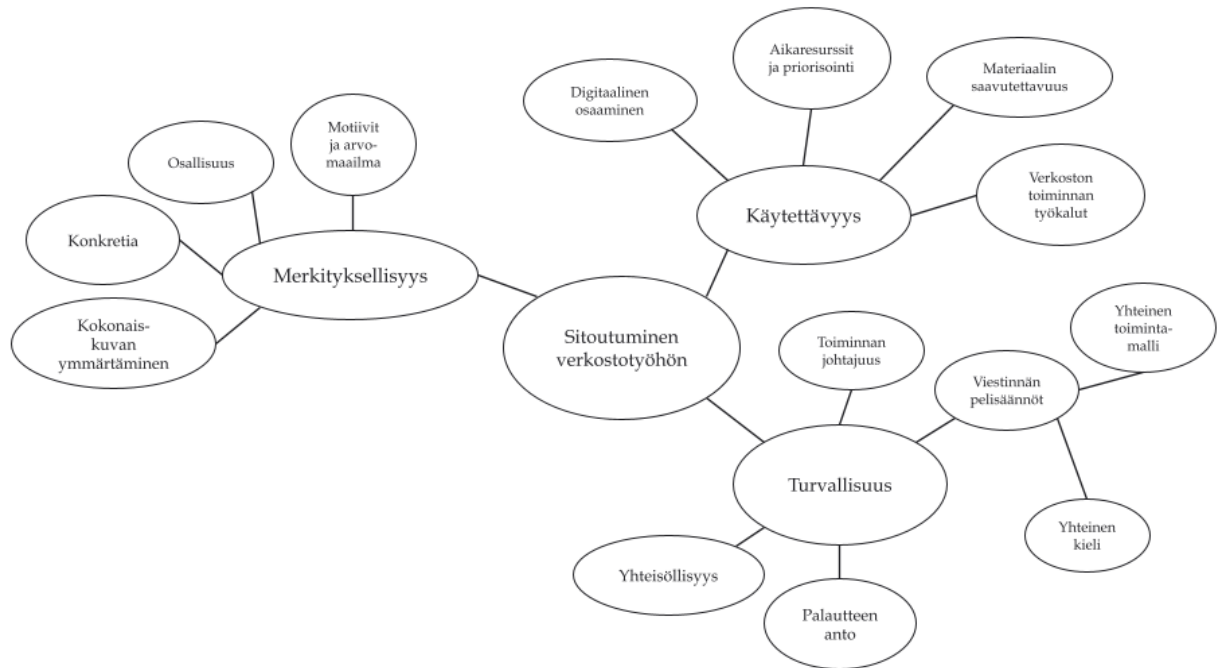 Aikaresurssit
ja priorisointi
Materiaalin
saavutettavuus
Digitaalinen
osaaminen
Motiivit
ja arvo-
maailma
Osallisuus
Verkoston
toiminnan
työkalut
Käytettävyys
Konkretia
Merkityksellisyys
Kokonais-
kuvan
ymmärtäminen
Sitoutuminen
verkostotyöhön
Yhteinen
toiminta-
malli
Toiminnan
johtajuus
Viestinnän
pelisäännöt
Turvallisuus
Yhteinen
kieli
Yhteisöllisyys
Palautteen
anto